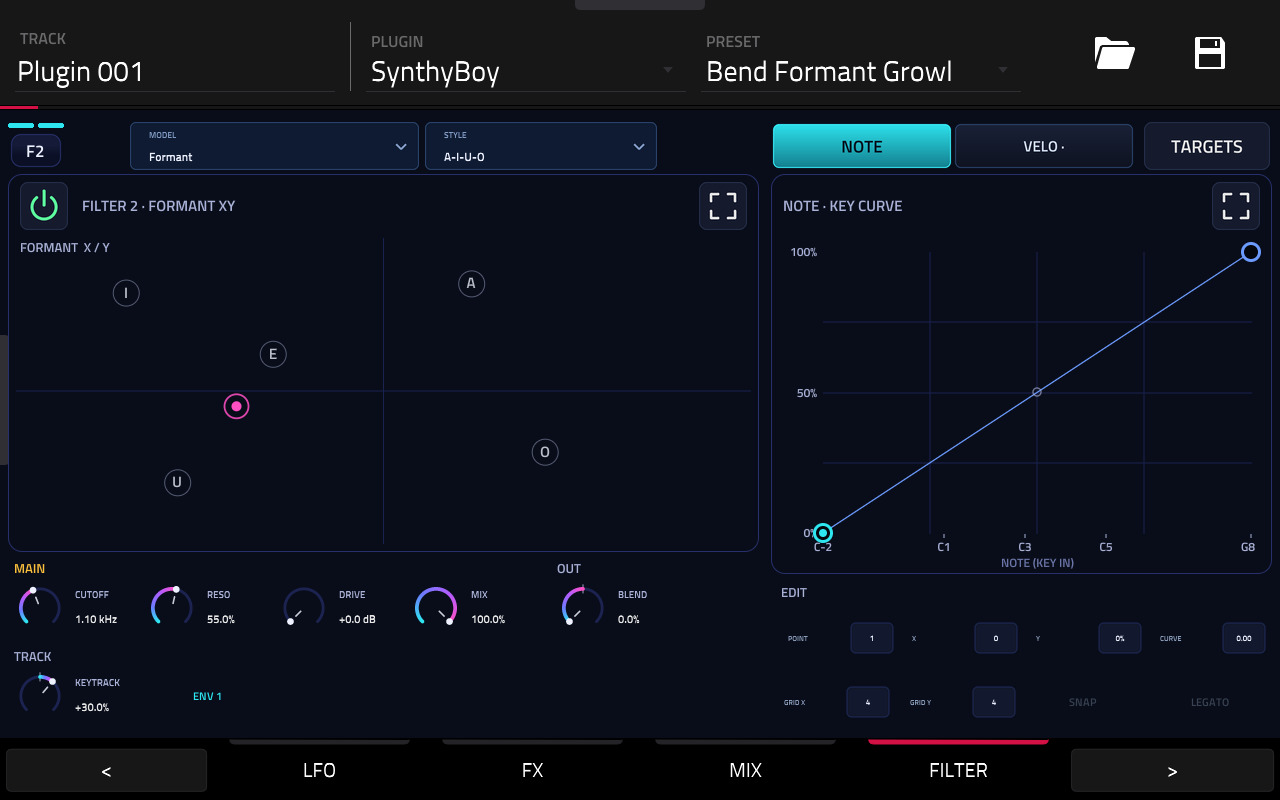 TRACK
Plugin 001
PLUGIN
SynthyBoy
PRESET
Bend Formant Growl
F2
MODEL
Formant
STYLE
A-I-U-O
NOTE
VELO ·
TARGETS
FILTER 2 · FORMANT XY
FORMANT X / Y
I
A
E
O
U
NOTE · KEY CURVE
100%
50%
0%
C-2
C1
C3
C5
G8
NOTE (KEY IN)
MAIN
CUTOFF
1.10 kHz
RESO
55.0%
DRIVE
+0.0 dB
MIX
100.0%
OUT
BLEND
0.0%
TRACK
KEYTRACK
+30.0%
ENV 1
EDIT
POINT
1
X
0
Y
0%
CURVE
0.00
GRID X
4
GRID Y
4
SNAP
LEGATO
<
LFO
FX
MIX
FILTER
>